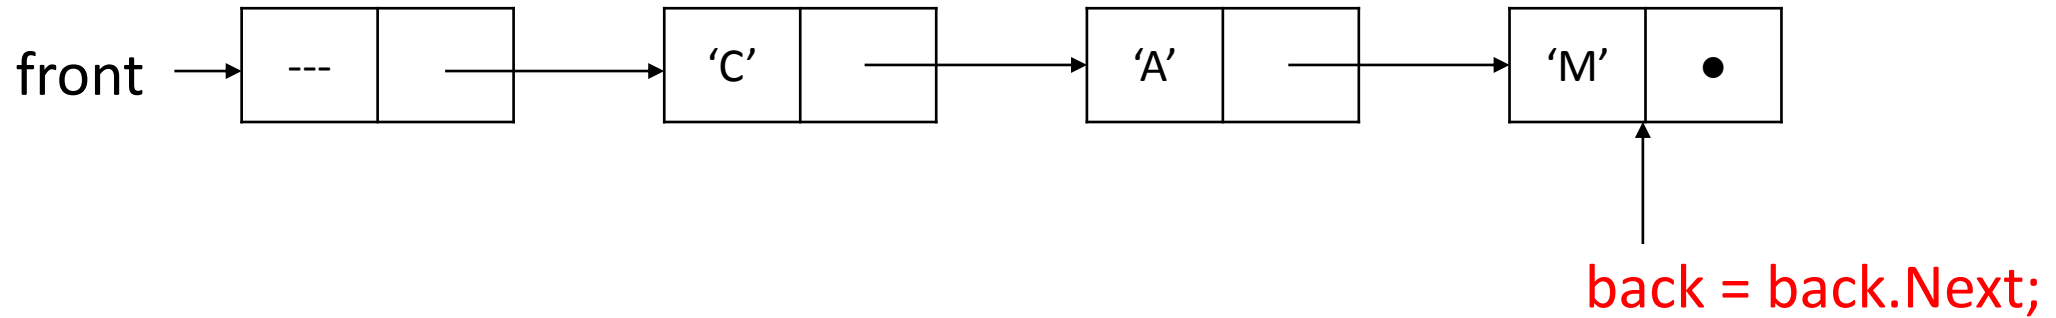 front --- ‘C’ ‘A’ ‘M’
back = back.Next;